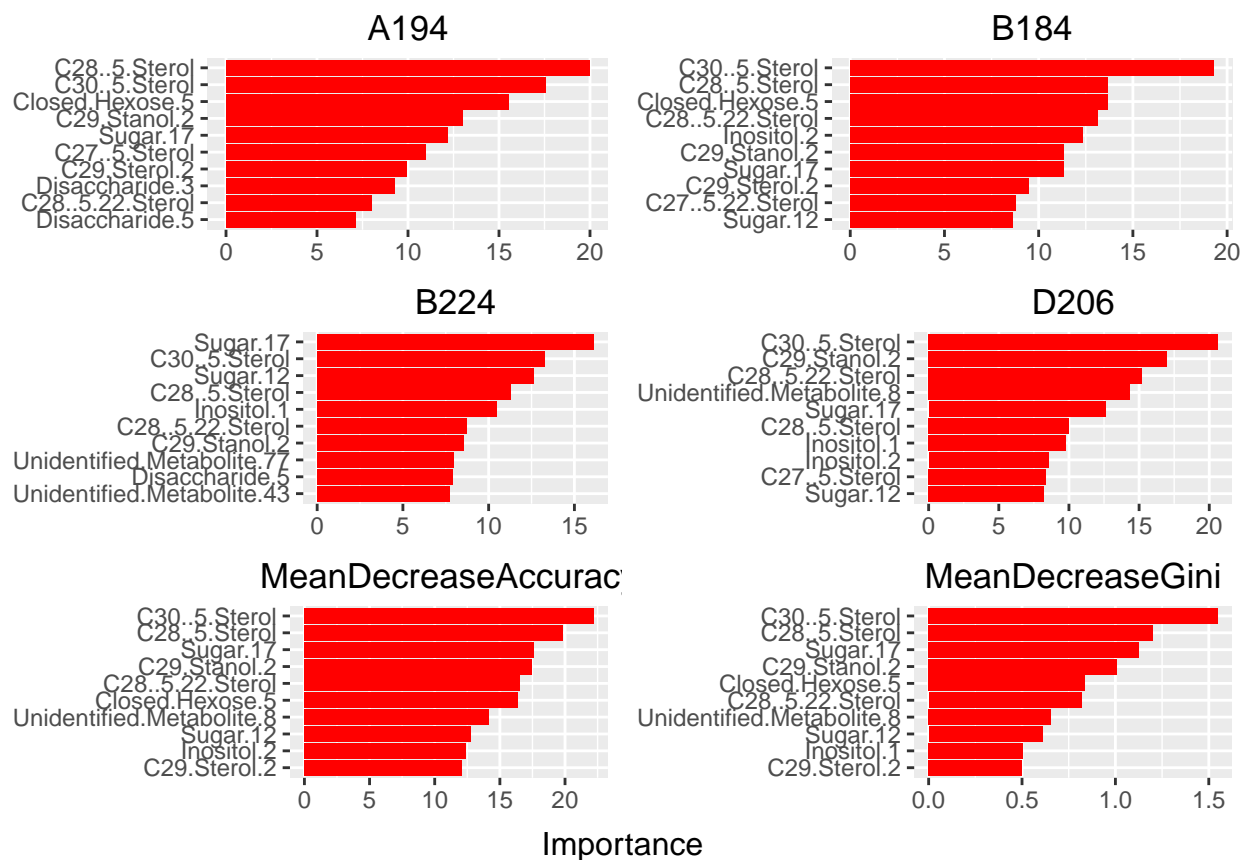 A194
C28..5.Sterol
C30..5.Sterol
Closed.Hexose.5
C29.Stanol.2
Sugar.17
C27..5.Sterol
C29.Sterol.2
Disaccharide.3
C28..5.22.Sterol
Disaccharide.5
0 5 10 15 20
B184
C30..5.Sterol
C28..5.Sterol
Closed.Hexose.5
C28..5.22.Sterol
Inositol.2
C29.Stanol.2
Sugar.17
C29.Sterol.2
C27..5.22.Sterol
Sugar.12
0 5 10 15 20
B224
Sugar.17
C30..5.Sterol
Sugar.12
C28..5.Sterol
Inositol.1
C28..5.22.Sterol
C29.Stanol.2
Unidentified.Metabolite.77
Disaccharide.5
Unidentified.Metabolite.43
0 5 10 15
D206
C30..5.Sterol
C29.Stanol.2
C28..5.22.Sterol
Unidentified.Metabolite.8
Sugar.17
C28..5.Sterol
Inositol.1
Inositol.2
C27..5.Sterol
Sugar.12
0 5 10 15 20
MeanDecreaseAccuracy
C30..5.Sterol
C28..5.Sterol
Sugar.17
C29.Stanol.2
C28..5.22.Sterol
Closed.Hexose.5
Unidentified.Metabolite.8
Sugar.12
Inositol.2
C29.Sterol.2
0 5 10 15 20
MeanDecreaseGini
C30..5.Sterol
C28..5.Sterol
Sugar.17
C29.Stanol.2
Closed.Hexose.5
C28..5.22.Sterol
Unidentified.Metabolite.8
Sugar.12
Inositol.1
C29.Sterol.2
0.0 0.5 1.0 1.5
Importance